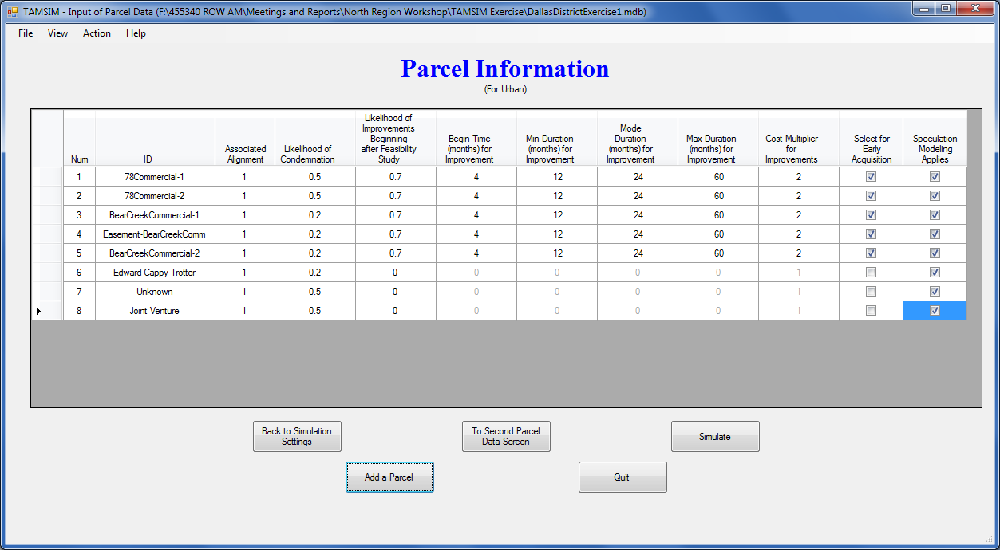 TAMSIM - Input of Parcel Data (F:\455340 ROW AM\Meetings and Reports\North Region Workshop\TAMSIM Exercise\DallasDistrictExercise1.mdb)
File View Action Help
Parcel Information
(For Urban)
Num ID Associated Alignment Likelihood of Condemnation Likelihood of Improvements Beginning after Feasibility Study Begin Time (months) for Improvement Min Duration (months) for Improvement Mode Duration (months) for Improvement Max Duration (months) for Improvement Cost Multiplier for Improvements Select for Early Acquisition Speculation Modeling Applies
1 78Commercial-1 1 0.5 0.7 4 12 24 60 2
2 78Commercial-2 1 0.5 0.7 4 12 24 60 2
3 BearCreekCommercial-1 1 0.2 0.7 4 12 24 60 2
4 Easement-BearCreekComm 1 0.2 0.7 4 12 24 60 2
5 BearCreekCommercial-2 1 0.2 0.7 4 12 24 60 2
6 Edward Cappy Trotter 1 0.2 0 0 0 0 0 1
7 Unknown 1 0.5 0 0 0 0 0 1
8 Joint Venture 1 0.5 0 0 0 0 0 1
Back to Simulation Settings
To Second Parcel Data Screen
Simulate
Add a Parcel
Quit